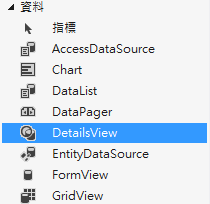 資料
指標
AccessDataSource
Chart
DataList
DataPager
DetailsView
EntityDataSource
FormView
GridView